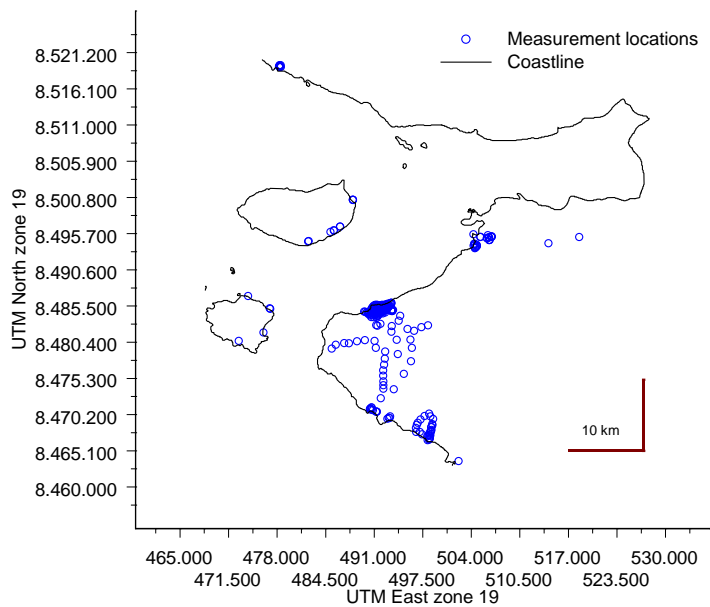 Measurement locations
Coastline
8.521.200
8.516.100
8.511.000
8.505.900
8.500.800
8.495.700
8.490.600
8.485.500
8.480.400
8.475.300
8.470.200
8.465.100
8.460.000
UTM North zone 19
10 km
465.000 478.000 491.000 504.000 517.000 530.000
471.500 484.500 497.500 510.500 523.500
UTM East zone 19